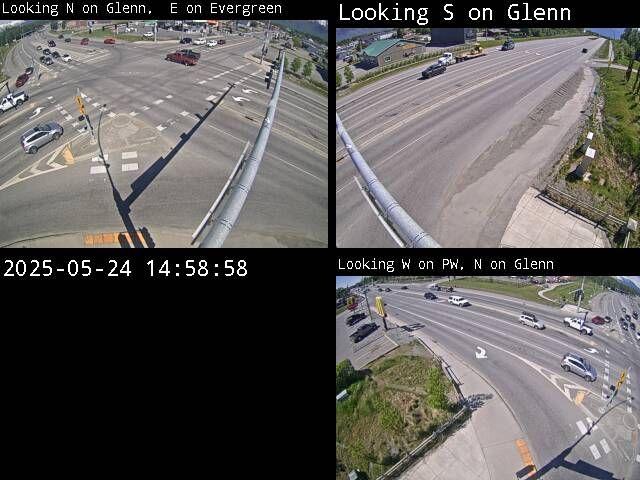 Looking N on Glenn,  E on Evergreen
Looking S on Glenn
2025-05-24 14:58:58
Looking W on PW, N on Glenn